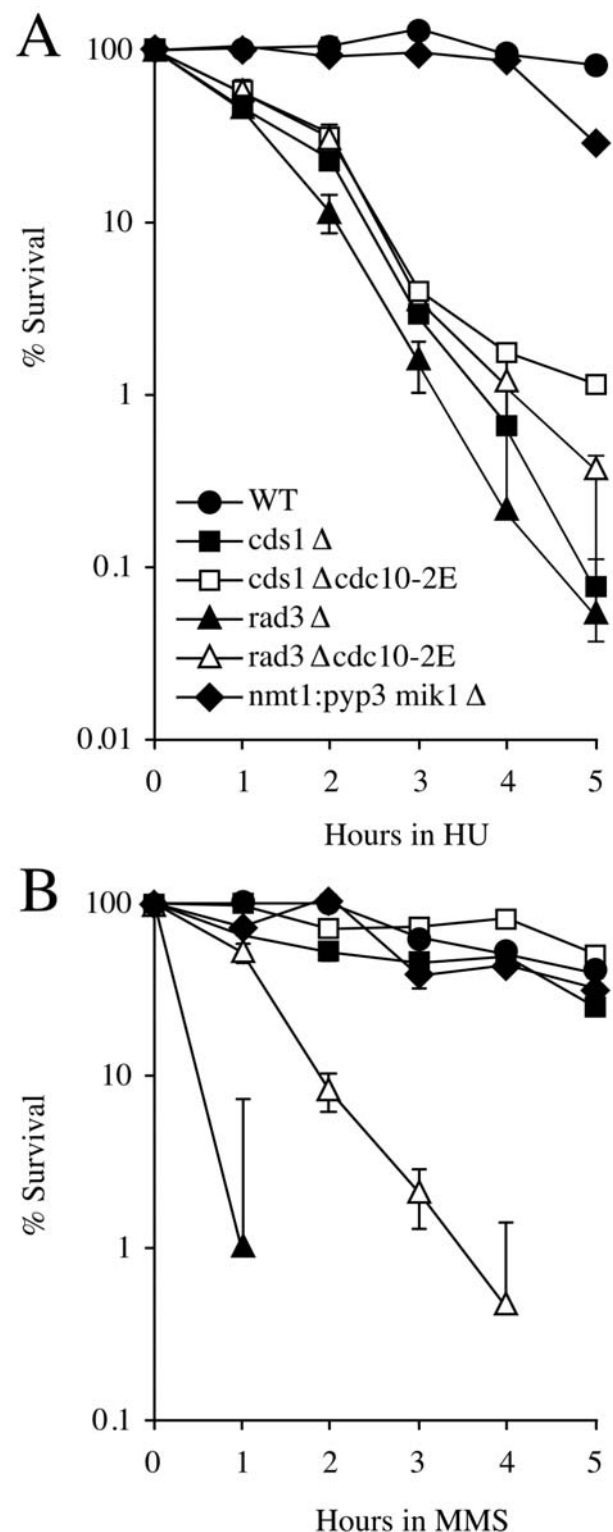 A
100
10
1
0.1
0.01
% Survival
WT
cds1 Δ
cds1 Δcdc10-2E
rad3 Δ
rad3 Δcdc10-2E
nmt1:pyp3 mik1 Δ
0 1 2 3 4 5
Hours in HU
B
100
10
1
0.1
% Survival
0 1 2 3 4 5
Hours in MMS